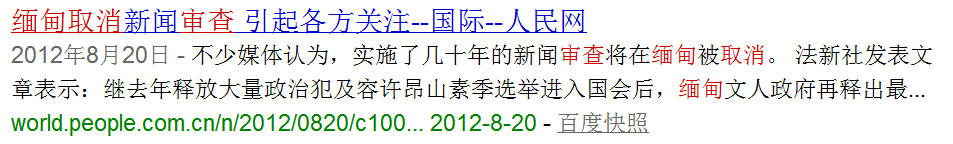 缅甸取消新闻审查 引起各方关注--国际--人民网
2012年8月20日 - 不少媒体认为，实施了几十年的新闻审查将在缅甸被取消。 法新社发表文
章表示：继去年释放大量政治犯及容许昂山素季选举进入国会后，缅甸文人政府再释出最...
world.people.com.cn/n/2012/0820/c100... 2012-8-20 - 百度快照